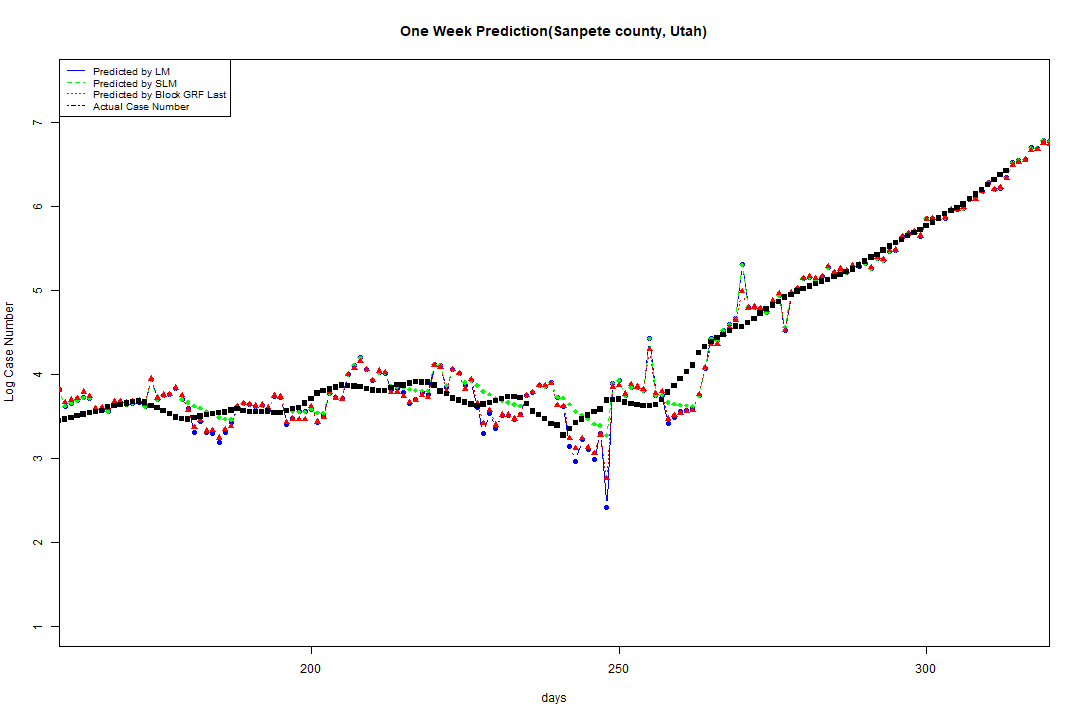 One Week Prediction(Sanpete county, Utah)
Predicted by LM
Predicted by SLM
Predicted by Block GRF Last
Actual Case Number
7
6
5
4
3
2
1
Log Case Number
200
250
300
days